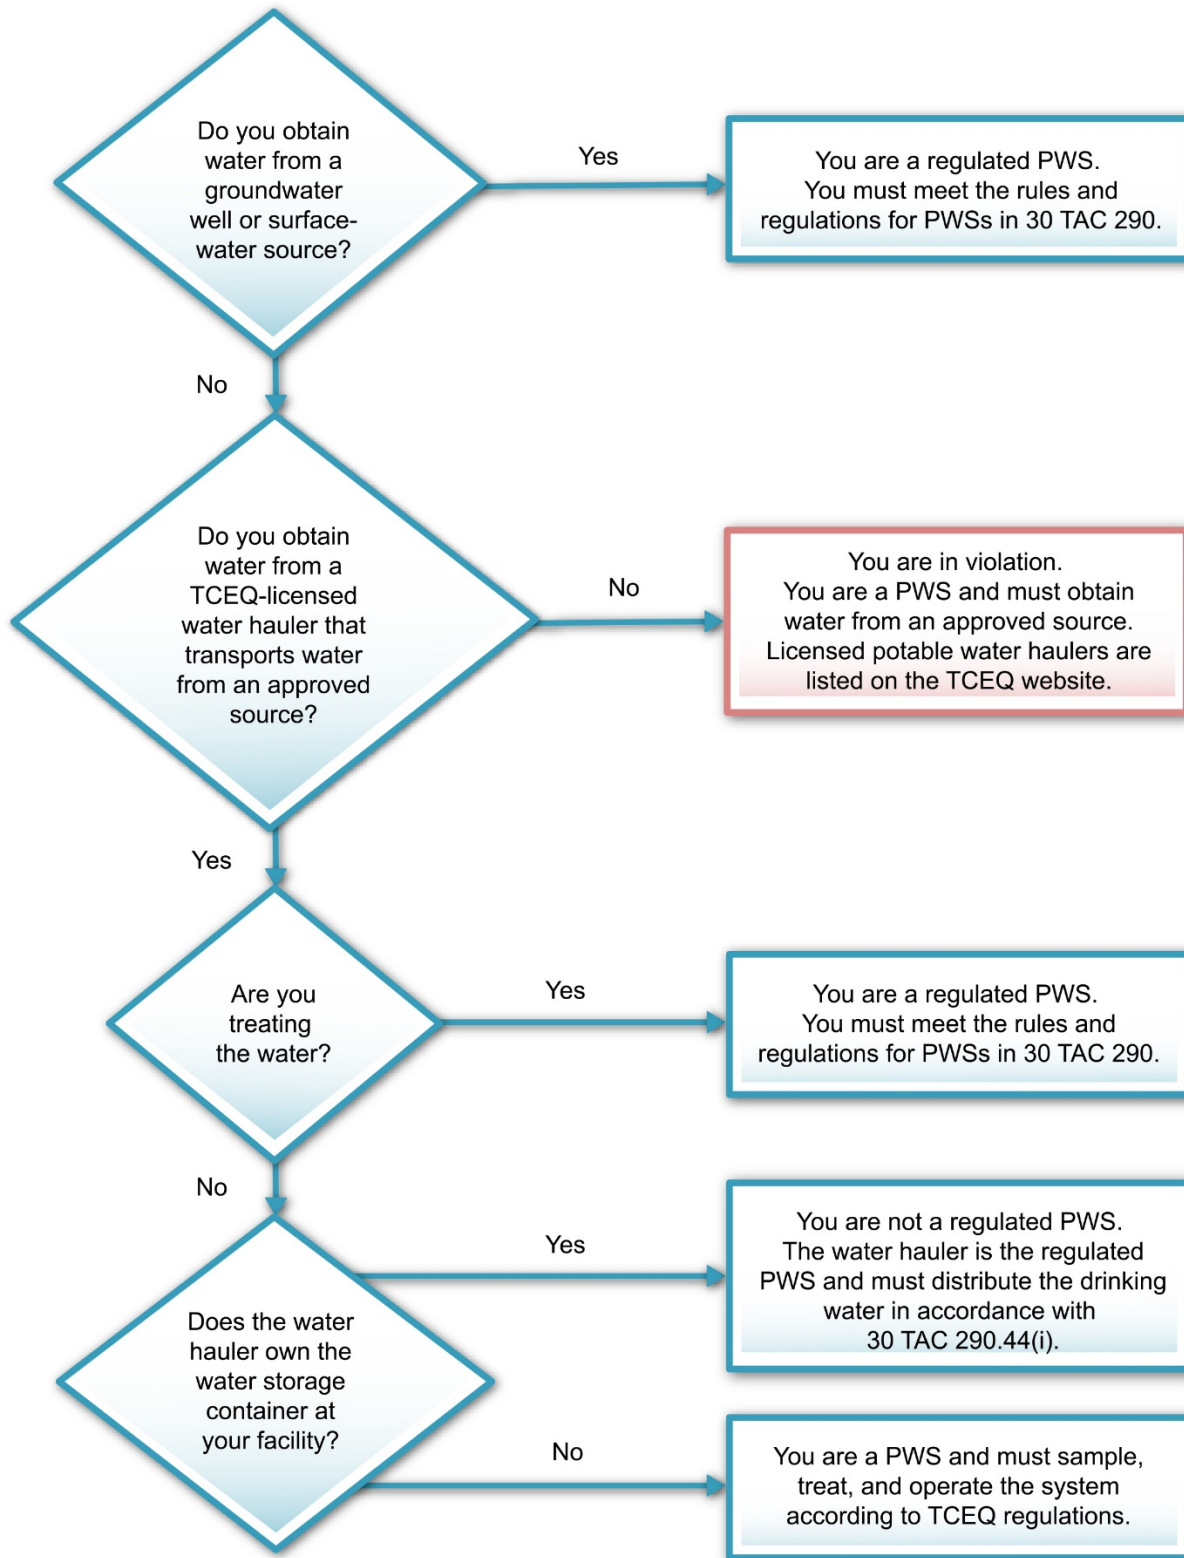 Do you obtain
water from a
groundwater
well or surface-
water source?
Yes
You are a regulated PWS.
You must meet the rules and
regulations for PWSs in 30 TAC 290.
No
Do you obtain
water from a
TCEQ-licensed
water hauler that
transports water
from an approved
source?
No
You are in violation.
You are a PWS and must obtain
water from an approved source.
Licensed potable water haulers are
listed on the TCEQ website.
Yes
Are you
treating
the water?
Yes
You are a regulated PWS.
You must meet the rules and
regulations for PWSs in 30 TAC 290.
No
Does the water
hauler own the
water storage
container at
your facility?
Yes
You are not a regulated PWS.
The water hauler is the regulated
PWS and must distribute the drinking
water in accordance with
30 TAC 290.44(i).
No
You are a PWS and must sample,
treat, and operate the system
according to TCEQ regulations.